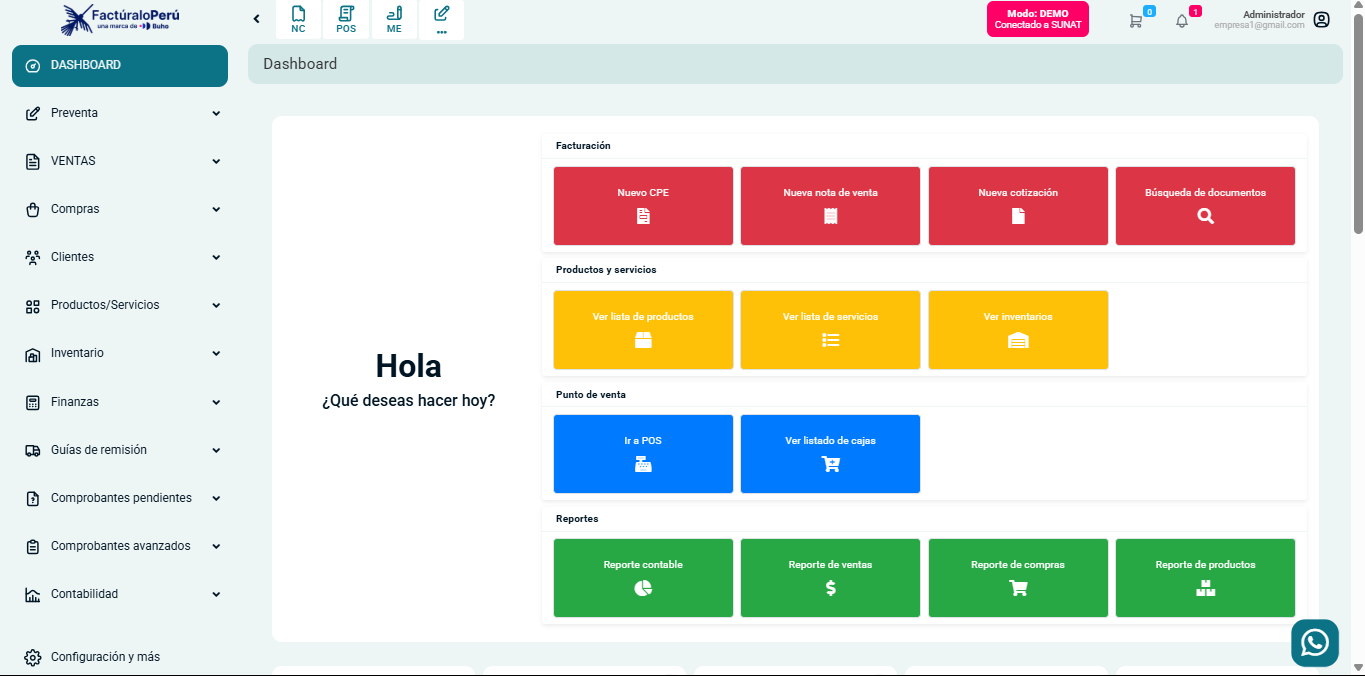 FactúraloPerú
una marca de Buho
NC
POS
ME
...
Modo: DEMO
Conectado a SUNAT
0
1
Administrador
empresa1@gmail.com
DASHBOARD
Dashboard
Preventa
VENTAS
Compras
Clientes
Productos/Servicios
Inventario
Finanzas
Guías de remisión
Comprobantes pendientes
Comprobantes avanzados
Contabilidad
Configuración y más
Hola
¿Qué deseas hacer hoy?
Facturación
Nuevo CPE
Nueva nota de venta
Nueva cotización
Búsqueda de documentos
Productos y servicios
Ver lista de productos
Ver lista de servicios
Ver inventarios
Punto de venta
Ir a POS
Ver listado de cajas
Reportes
Reporte contable
Reporte de ventas
Reporte de compras
Reporte de productos